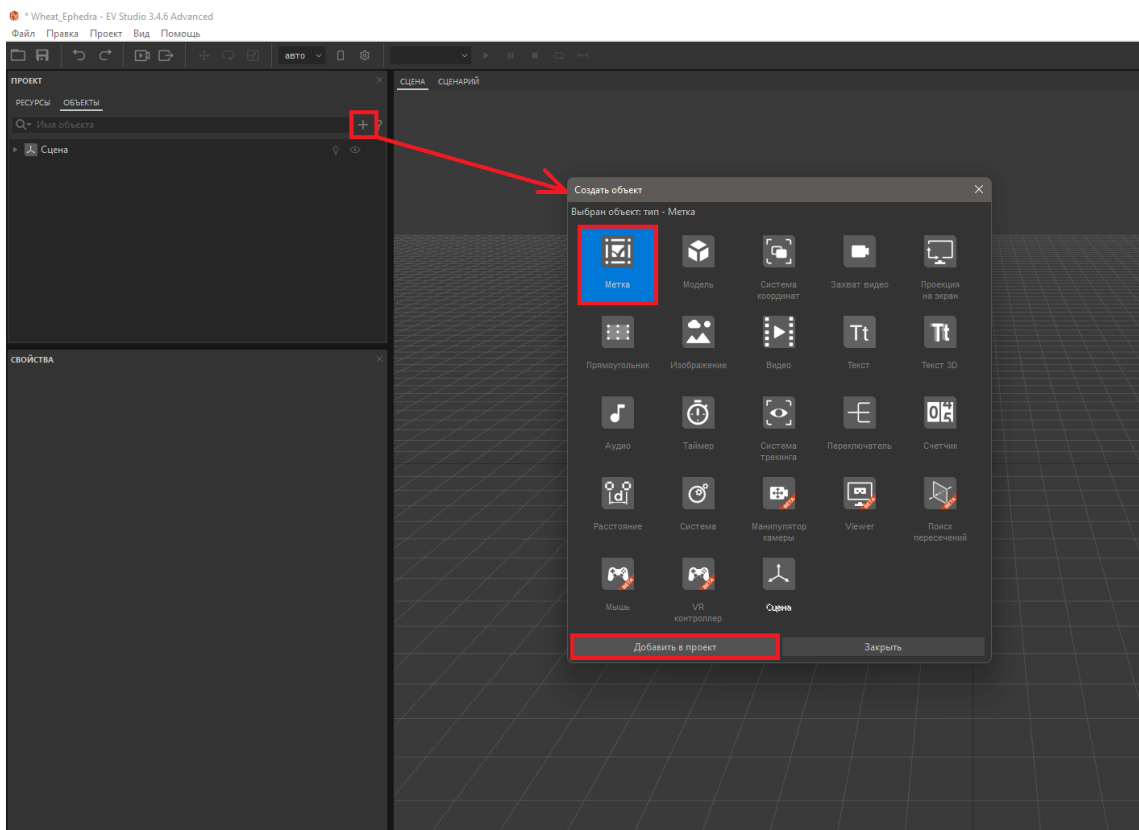 * Wheat_Ephedra - EV Studio 3.4.6 Advanced
Файл Правка Проект Вид Помощь
авто
ПРОЕКТ
СЦЕНА СЦЕНАРИЙ
РЕСУРСЫ ОБЪЕКТЫ
Имя объекта
Сцена
Создать объект
Выбран объект: тип - Метка
Метка Модель Система координат Захват видео Проекция на экран
Прямоугольник Изображение Видео Текст Текст 3D
СВОЙСТВА
Аудио Таймер Система трекинга Переключатель Счетчик
Расстояние Система Манипулятор камеры Viewer Поиск пересечений
Мышь VR контроллер Сцена
Добавить в проект Закрыть